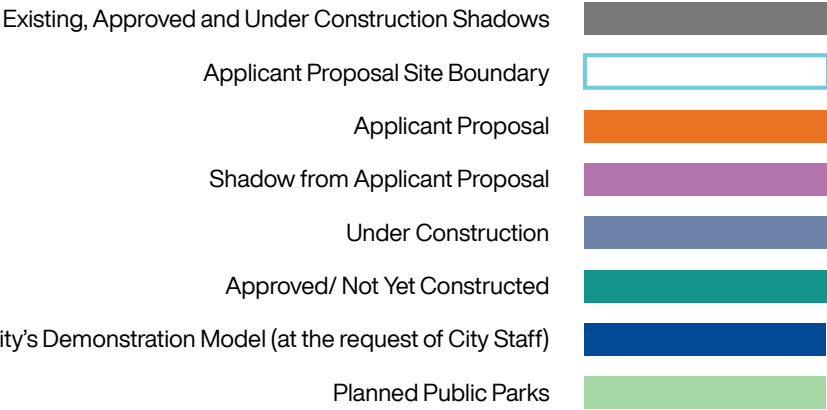 Existing, Approved and Under Construction Shadows
Applicant Proposal Site Boundary
Applicant Proposal
Shadow from Applicant Proposal
Under Construction
Approved/ Not Yet Constructed
Demonstration Model (at the request of City Staff)
Planned Public Parks